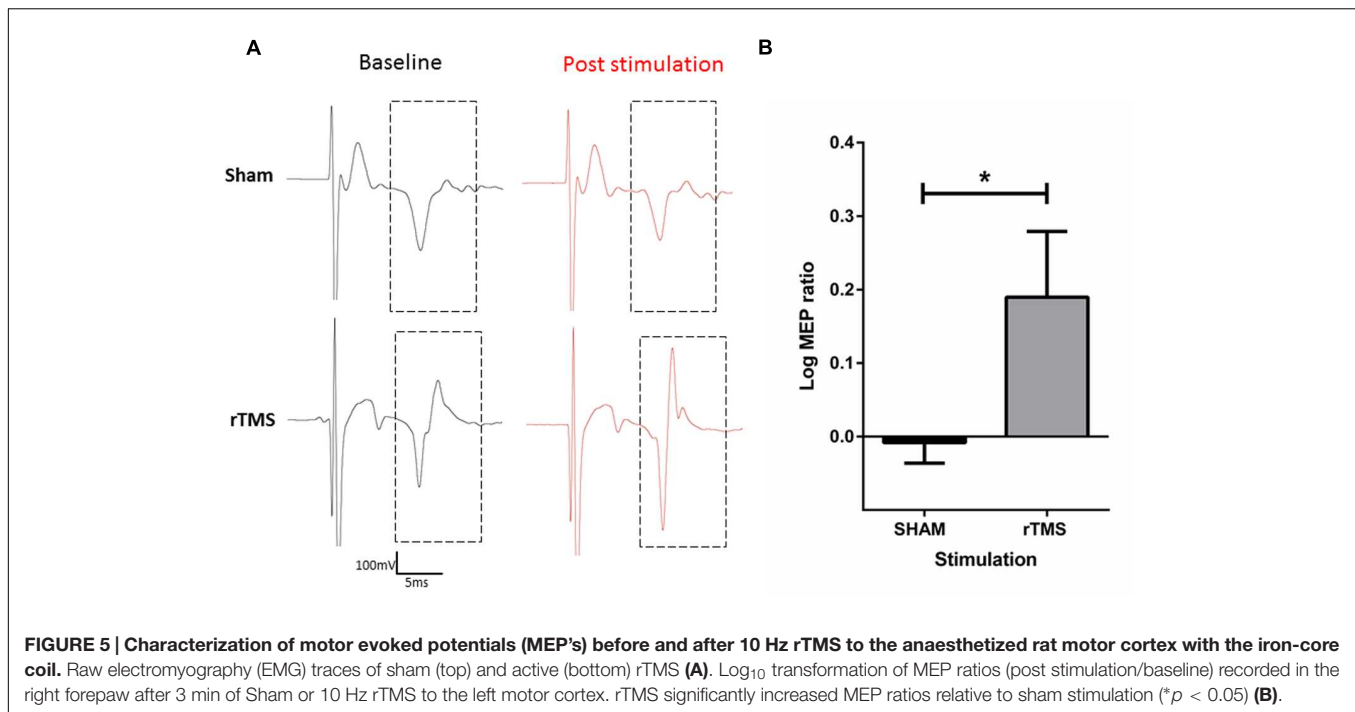 A
B
Baseline
Post stimulation
Sham
rTMS
100mV
5ms
0.4
0.3
0.2
0.1
0.0
Log MEP ratio
*
SHAM
rTMS
Stimulation
FIGURE 5 | Characterization of motor evoked potentials (MEP's) before and after 10 Hz rTMS to the anaesthetized rat motor cortex with the iron-core
coil. Raw electromyography (EMG) traces of sham (top) and active (bottom) rTMS (A). Log₁₀ transformation of MEP ratios (post stimulation/baseline) recorded in the
right forepaw after 3 min of Sham or 10 Hz rTMS to the left motor cortex. rTMS significantly increased MEP ratios relative to sham stimulation (*p < 0.05) (B).